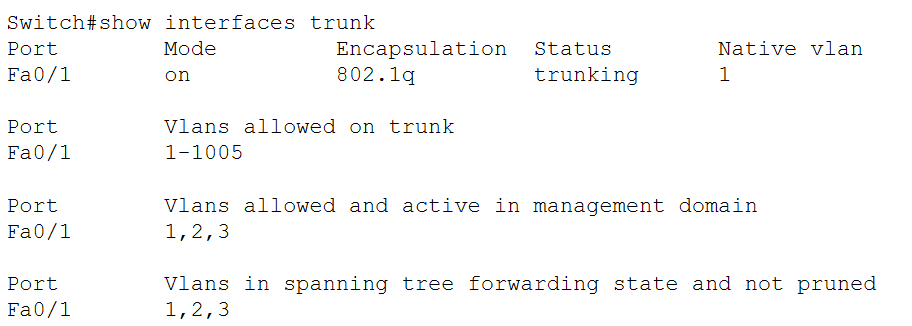 Switch#show interfaces trunk
Port Mode Encapsulation Status Native vlan
Fa0/1 on 802.1q trunking 1
Port Vlans allowed on trunk
Fa0/1 1-1005
Port Vlans allowed and active in management domain
Fa0/1 1,2,3
Port Vlans in spanning tree forwarding state and not pruned
Fa0/1 1,2,3